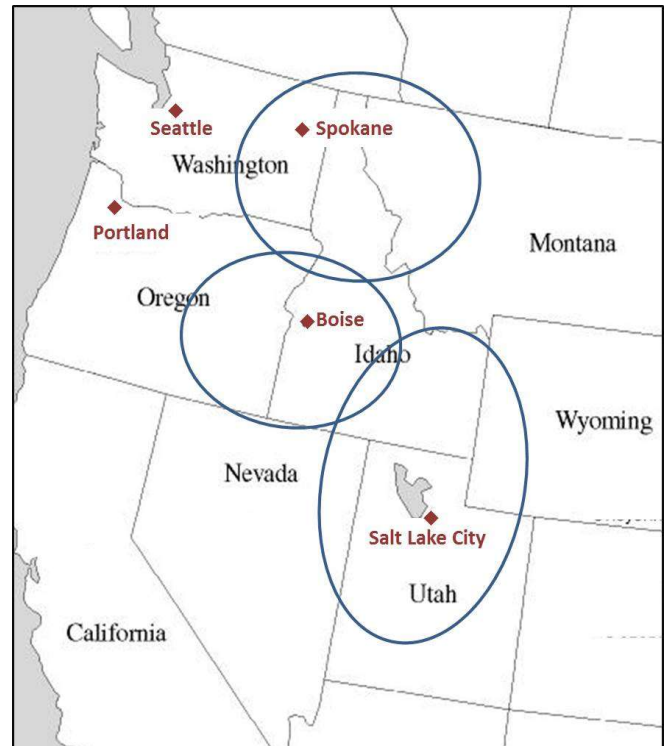 Seattle
Spokane
Washington
Portland
Montana
Oregon
Boise
Idaho
Wyoming
Nevada
Salt Lake City
Utah
California